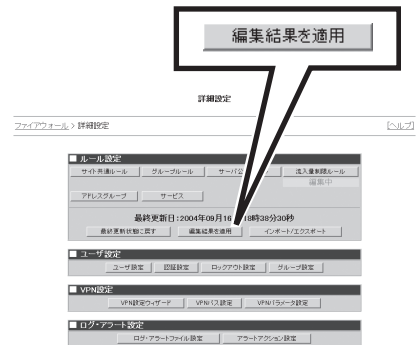 編集結果を適用
詳細設定
ファイアウォール > 詳細設定
[ヘルプ]
■ ルール設定
サイト共通ルール グループルール サーバ公 流入量制限ルール
編集中
アドレスグループ サービス
最終更新日：2004年09月16 18時38分30秒
最終更新状態に戻す 編集結果を適用 インポート/エクスポート
■ ユーザ設定
ユーザ設定 認証設定 ロックアウト設定 グループ設定
■ VPN設定
VPN設定ウィザード VPNパス設定 VPNパラメータ設定
■ ログ・アラート設定
ログ・アラートファイル設定 アラートアクション設定